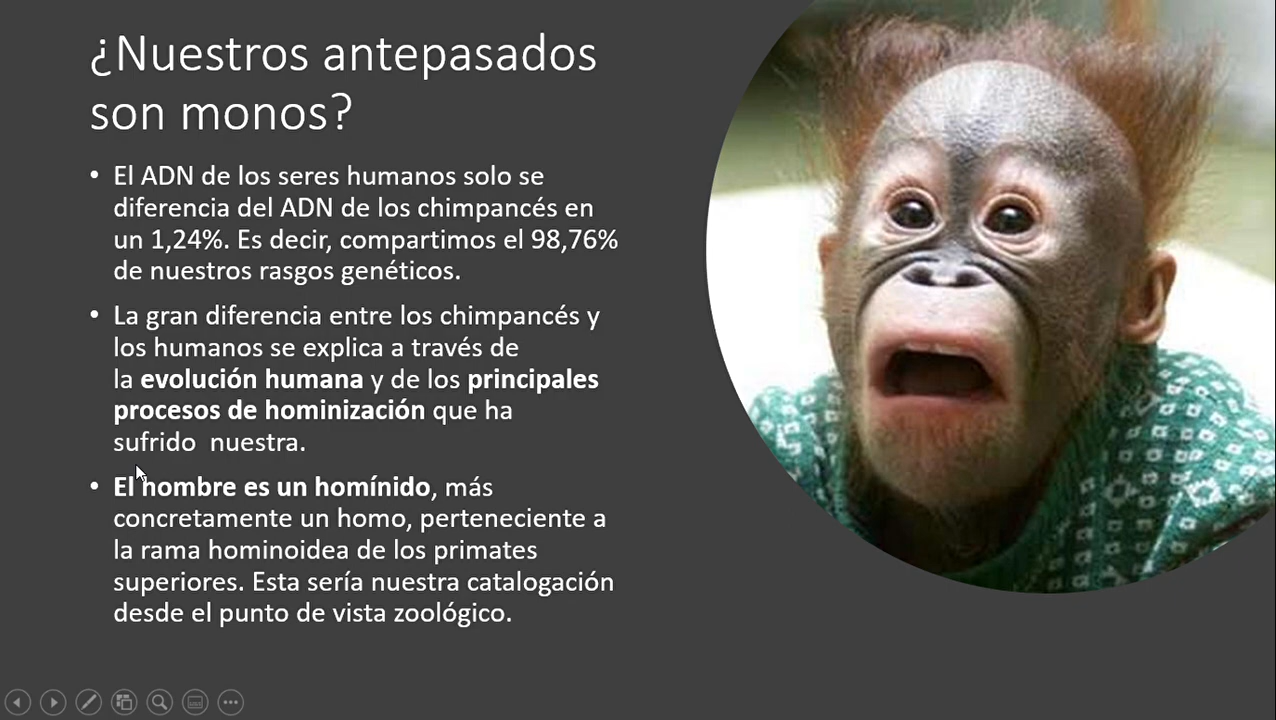 ¿Nuestros antepasados
son monos?
• El ADN de los seres humanos solo se
diferencia del ADN de los chimpancés en
un 1,24%. Es decir, compartimos el 98,76%
de nuestros rasgos genéticos.
• La gran diferencia entre los chimpancés y
los humanos se explica a través de
la evolución humana y de los principales
procesos de hominización que ha
sufrido  nuestra.
• El hombre es un homínido, más
concretamente un homo, perteneciente a
la rama hominoidea de los primates
superiores. Esta sería nuestra catalogación
desde el punto de vista zoológico.